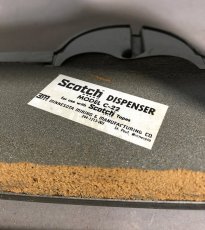 Scotch DISPENSER
MODEL C-22
for use with Scotch Tapes
3M MINNESOTA MINING & MANUFACTURING CO
St. Paul, Minnesota